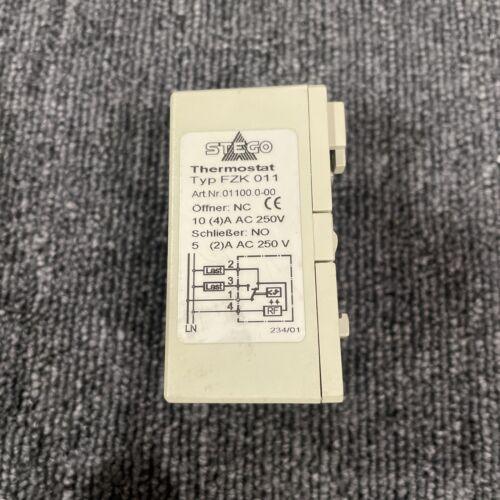 STEGO
Thermostat
Typ FZK 011
Art.Nr.01100.0-00
Öffner: NC CE
10 (4)A AC 250V
Schließer: NO
5 (2)A AC 250 V
2
Last
3
Last
1
4
RF
LN
234/01